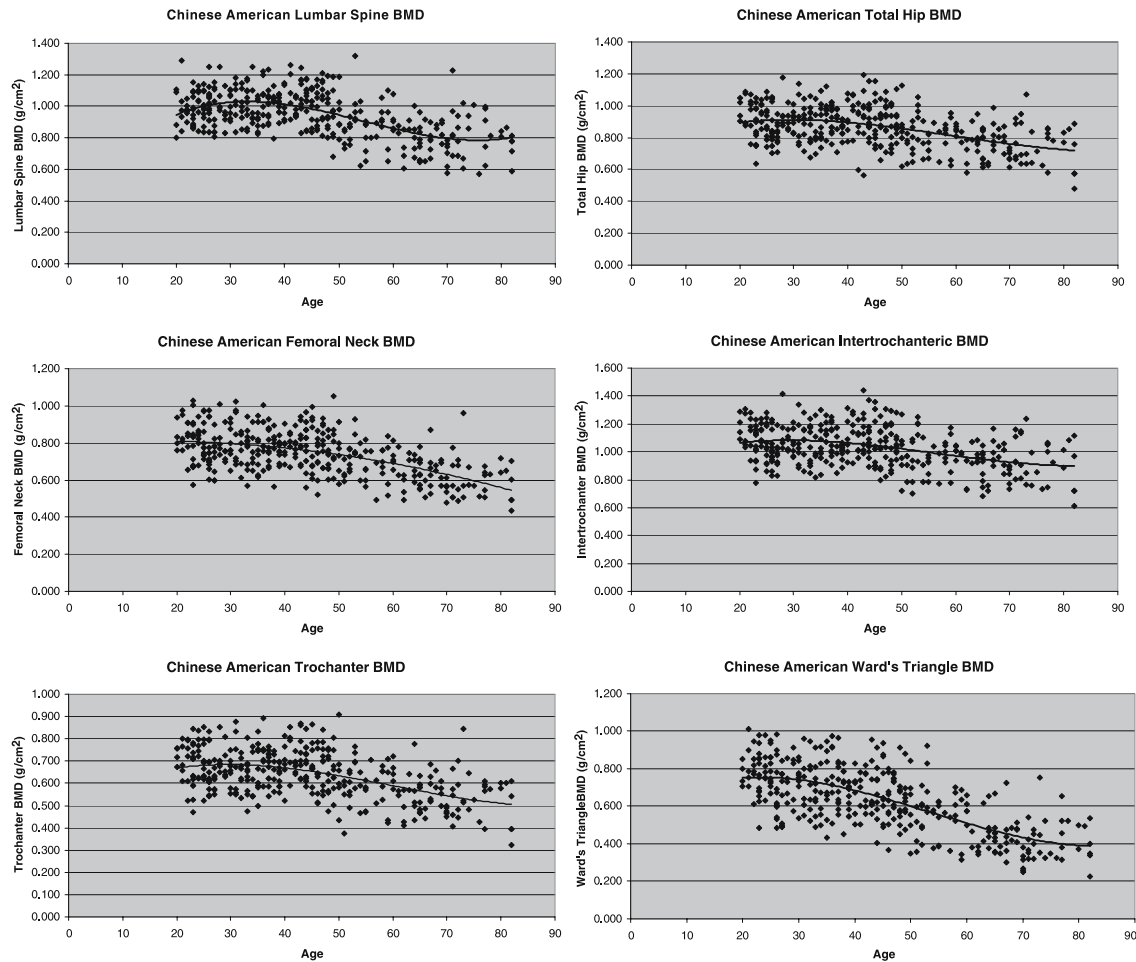 Chinese American Lumbar Spine BMD
1.400
1.200
1.000
0.800
0.600
0.400
0.200
0.000
Lumbar Spine BMD (g/cm2)
0 10 20 30 40 50 60 70 80 90
Age
Chinese American Total Hip BMD
1.400
1.200
1.000
0.800
0.600
0.400
0.200
0.000
Total Hip BMD (g/cm2)
0 10 20 30 40 50 60 70 80 90
Age
Chinese American Femoral Neck BMD
1.200
1.000
0.800
0.600
0.400
0.200
0.000
Femoral Neck BMD (g/cm2)
0 10 20 30 40 50 60 70 80 90
Age
Chinese American Intertrochanteric BMD
1.600
1.400
1.200
1.000
0.800
0.600
0.400
0.200
0.000
Intertrochanter BMD (g/cm2)
0 10 20 30 40 50 60 70 80 90
Age
Chinese American Trochanter BMD
1.000
0.900
0.800
0.700
0.600
0.500
0.400
0.300
0.200
0.100
0.000
Trochanter BMD (g/cm2)
0 10 20 30 40 50 60 70 80 90
Age
Chinese American Ward's Triangle BMD
1.200
1.000
0.800
0.600
0.400
0.200
0.000
Ward's TriangleBMD (g/cm2)
0 10 20 30 40 50 60 70 80 90
Age